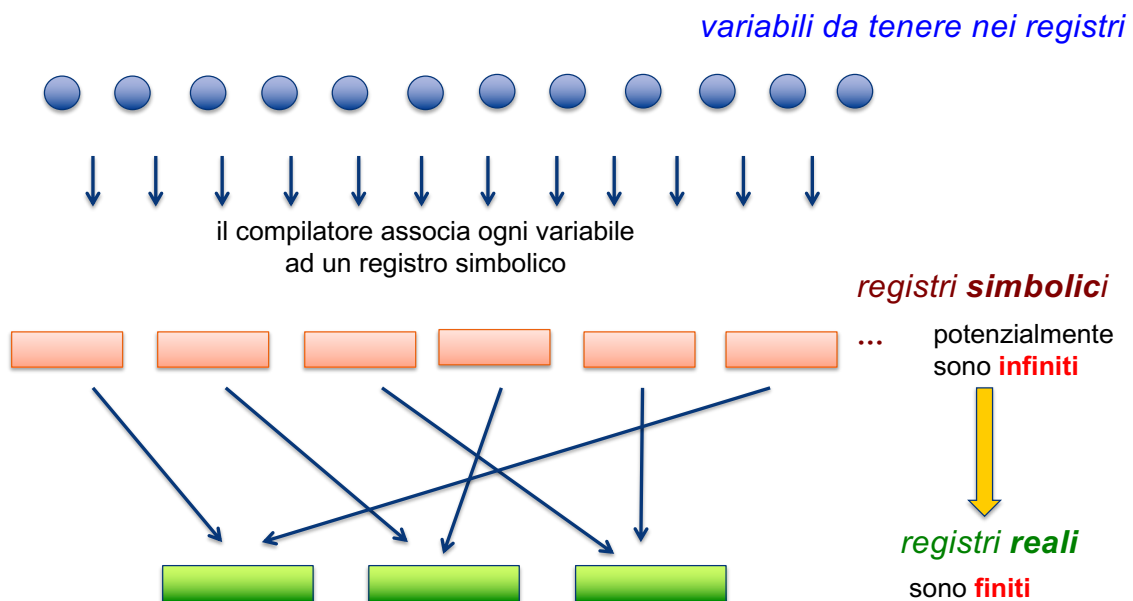 variabili da tenere nei registri
il compilatore associa ogni variabile
ad un registro simbolico
registri simbolici
... potenzialmente
sono infiniti
registri reali
sono finiti